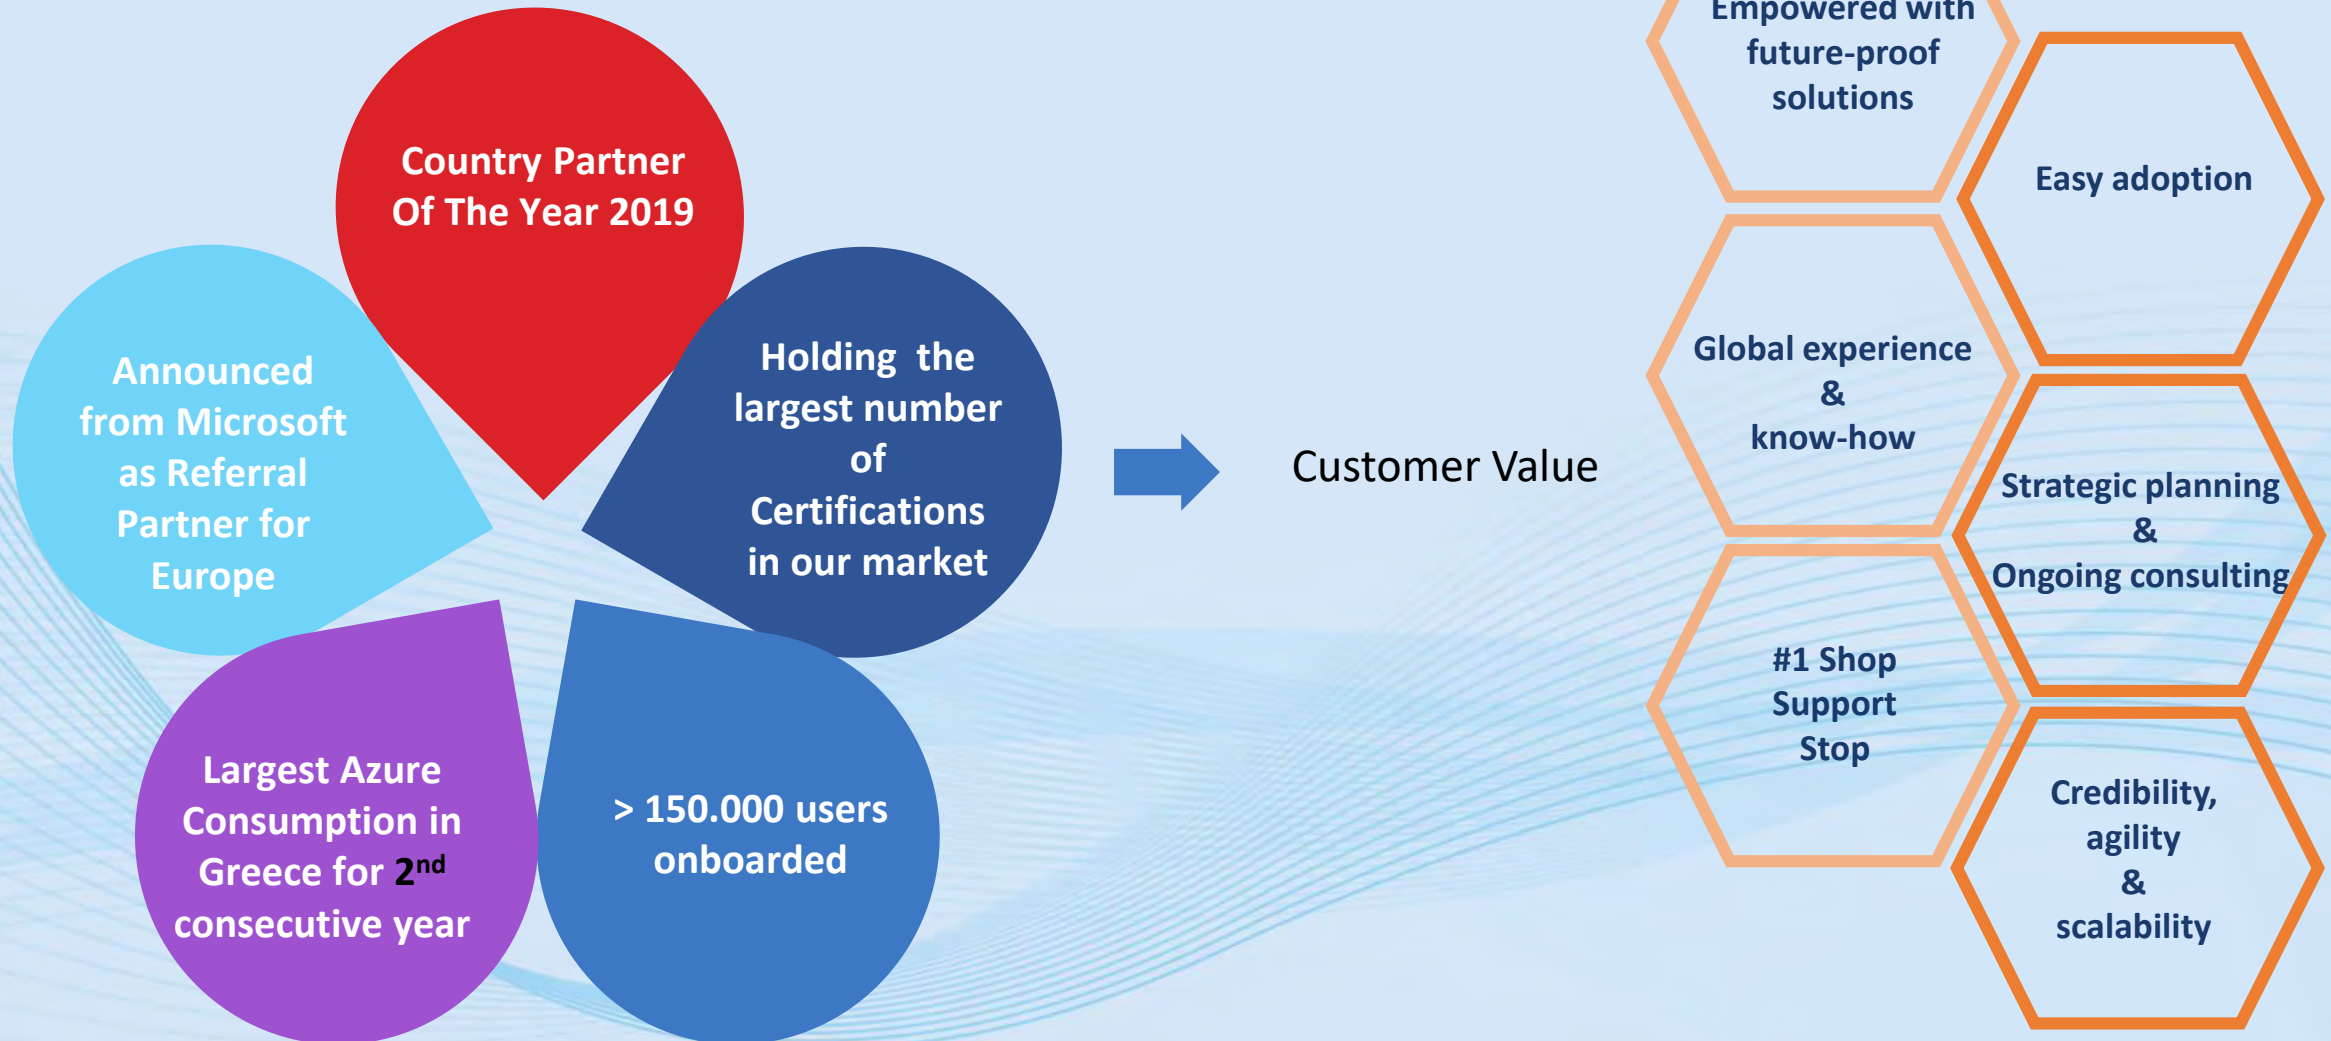 Country Partner
Of The Year 2019
Announced
from Microsoft
as Referral
Partner for
Europe
Holding  the
largest number
of
Certifications
in our market
Largest Azure
Consumption in
Greece for 2nd
consecutive year
> 150.000 users
onboarded
Customer Value
Empowered with
future-proof
solutions
Easy adoption
Global experience
&
know-how
Strategic planning
&
Ongoing consulting
#1 Shop
Support
Stop
Credibility,
agility
&
scalability